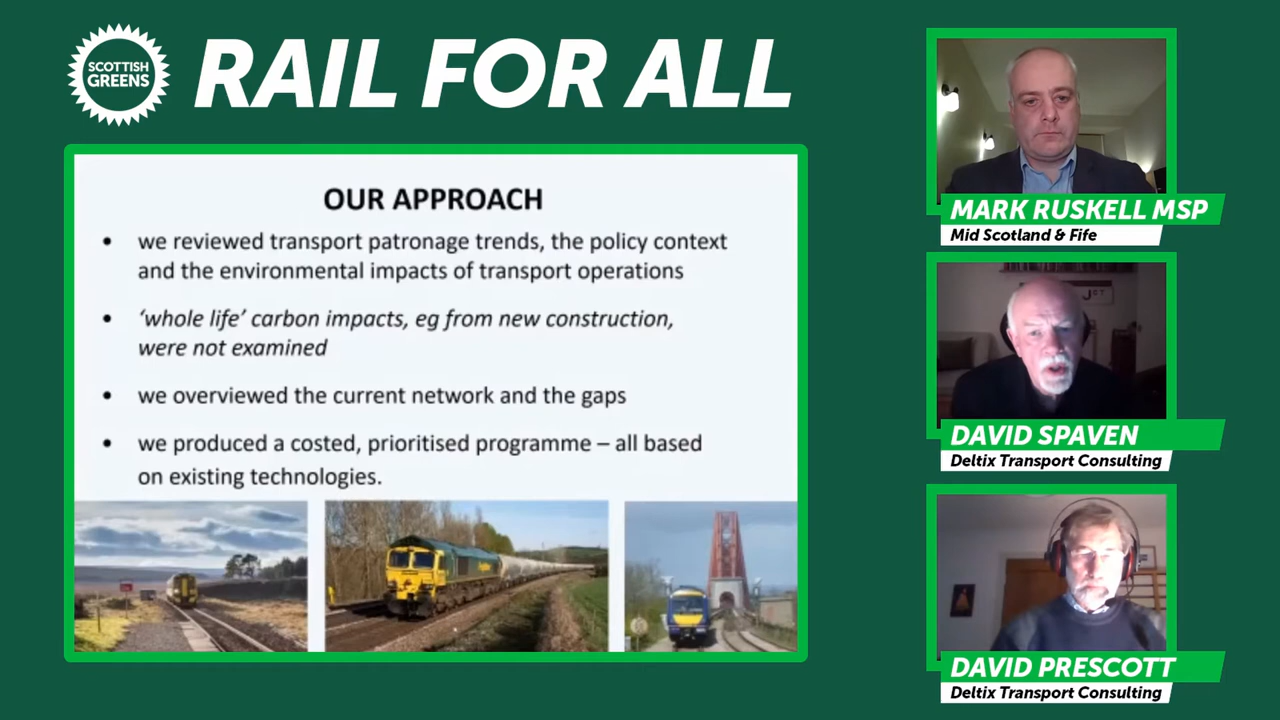 SCOTTISH
GREENS
RAIL FOR ALL
OUR APPROACH
• we reviewed transport patronage trends, the policy context
and the environmental impacts of transport operations
• ‘whole life’ carbon impacts, eg from new construction,
were not examined
• we overviewed the current network and the gaps
• we produced a costed, prioritised programme – all based
on existing technologies.
MARK RUSKELL MSP
Mid Scotland & Fife
DAVID SPAVEN
Deltix Transport Consulting
DAVID PRESCOTT
Deltix Transport Consulting